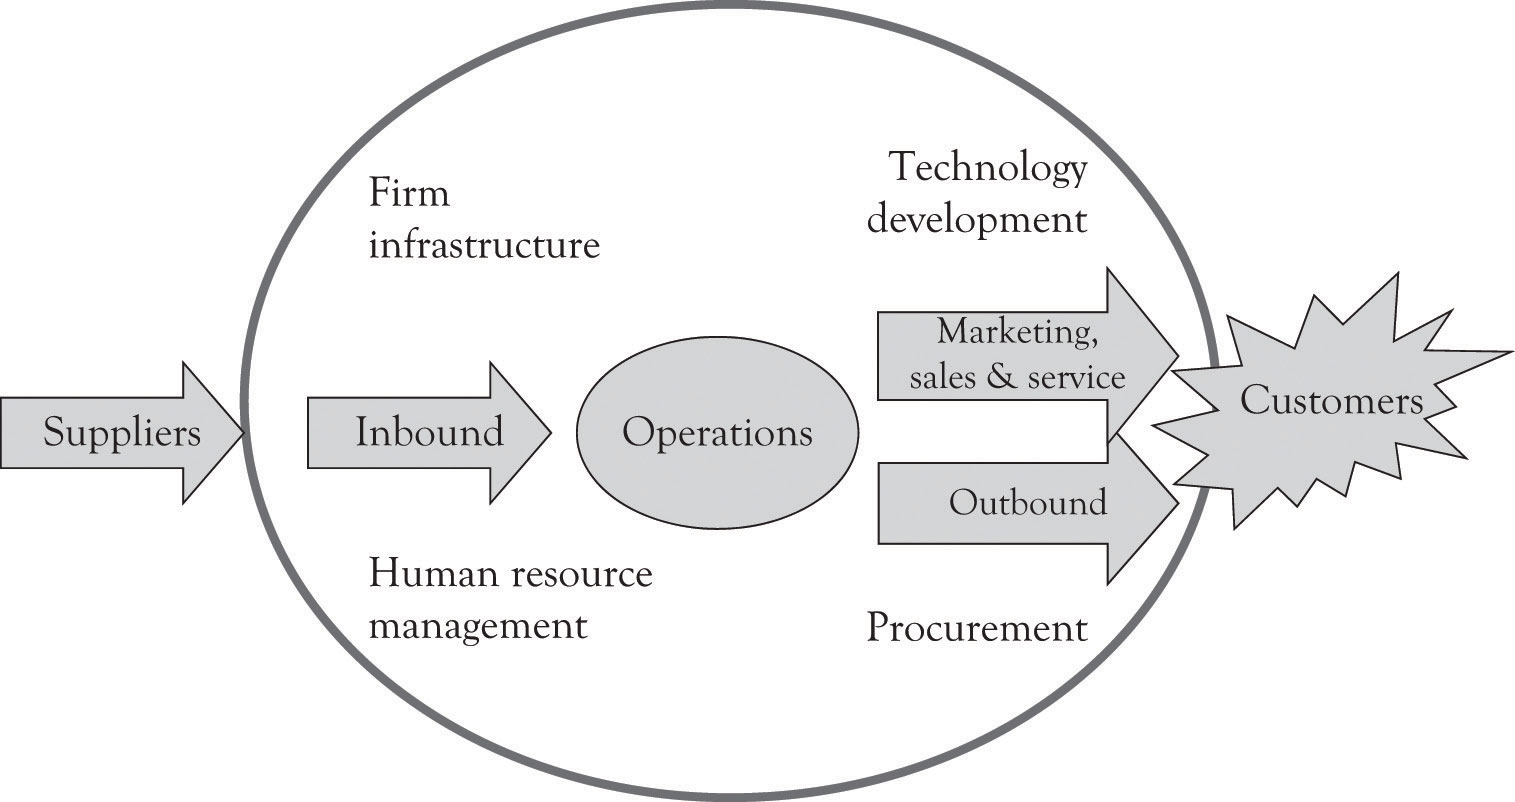 Technology
development
Firm
infrastructure
Marketing,
sales & service
Customers
Suppliers
Inbound
Operations
Outbound
Human resource
management
Procurement